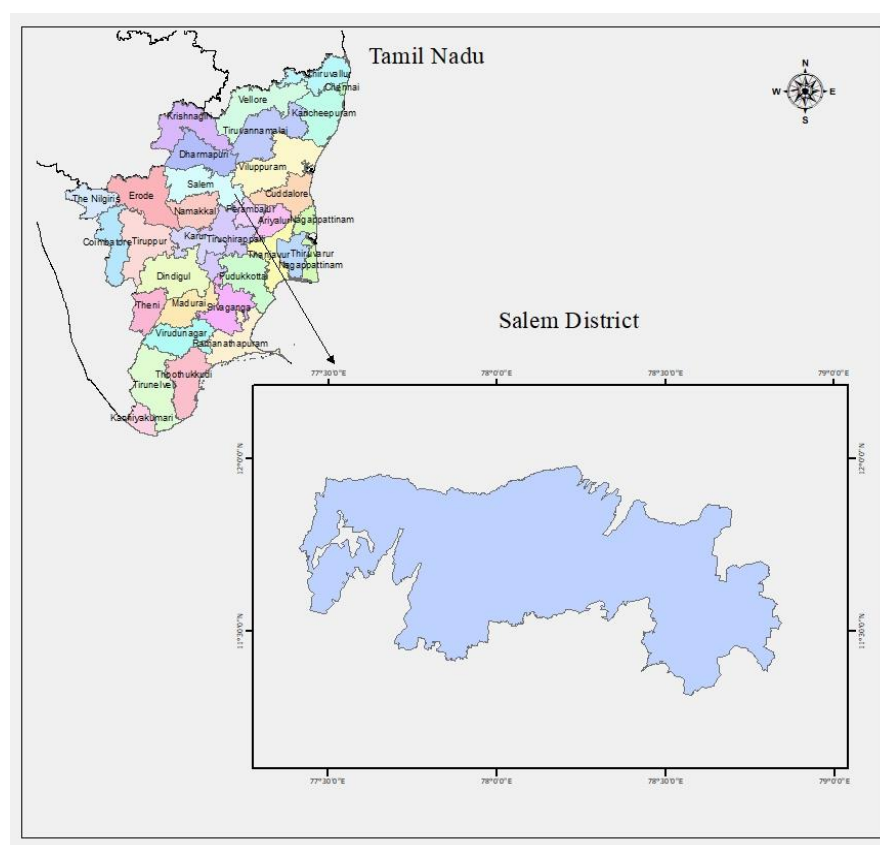 Tamil Nadu
N
W E
S
Thiruvallu
Chennai
Vellore
Kancheepuram
Krishnagiri
Tiruvannamalai
Dharmapuri
Viluppuram
Salem
The Nilgiris
Erode
Cuddalore
Namakkal
Perambalur
Ariyalur
Nagappattinam
Coimbatore
Tiruppur
Karur
Tiruchirappalli
Thanjavur
Thiruvarur
Nagappattinam
Dindigul
Pudukkottai
Theni
Madurai
Sivaganga
Virudunagar
Ramanathapuram
Thoothukkudi
Tirunelveli
Kanniyakumari
Salem District
77°30'0"E 78°0'0"E 78°30'0"E 79°0'0"E
12°0'0"N 12°0'0"N
11°30'0"N 11°30'0"N
77°30'0"E 78°0'0"E 78°30'0"E 79°0'0"E